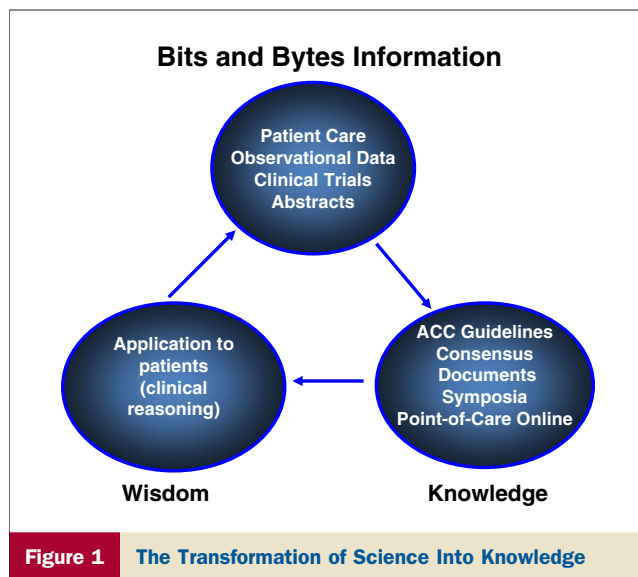 Bits and Bytes Information
Patient Care
Observational Data
Clinical Trials
Abstracts
Application to
patients
(clinical
reasoning)
ACC Guidelines
Consensus
Documents
Symposia
Point-of-Care Online
Wisdom
Knowledge
Figure 1 The Transformation of Science Into Knowledge